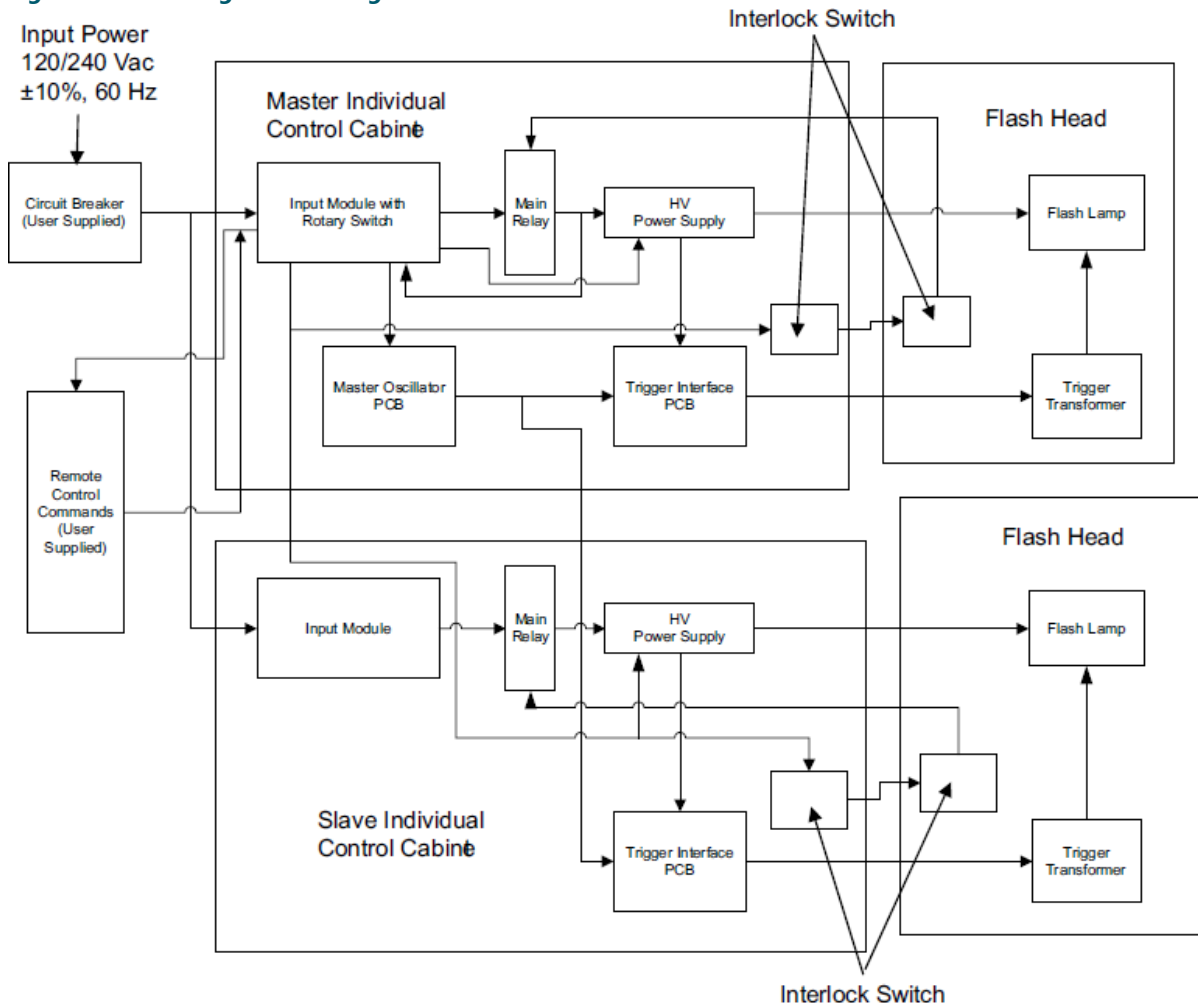 Input Power
120/240 Vac
±10%, 60 Hz
Interlock Switch
Master Individual
Control Cabinte
Flash Head
Circuit Breaker
(User Supplied)
Input Module with
Rotary Switch
Main
Relay
HV
Power Supply
Flash Lamp
Master Oscillator
PCB
Trigger Interface
PCB
Trigger
Transformer
Remote
Control
Commands
(User
Supplied)
Flash Head
Input Module
Main
Relay
HV
Power Supply
Flash Lamp
Slave Individual
Control Cabinte
Trigger Interface
PCB
Trigger
Transformer
Interlock Switch